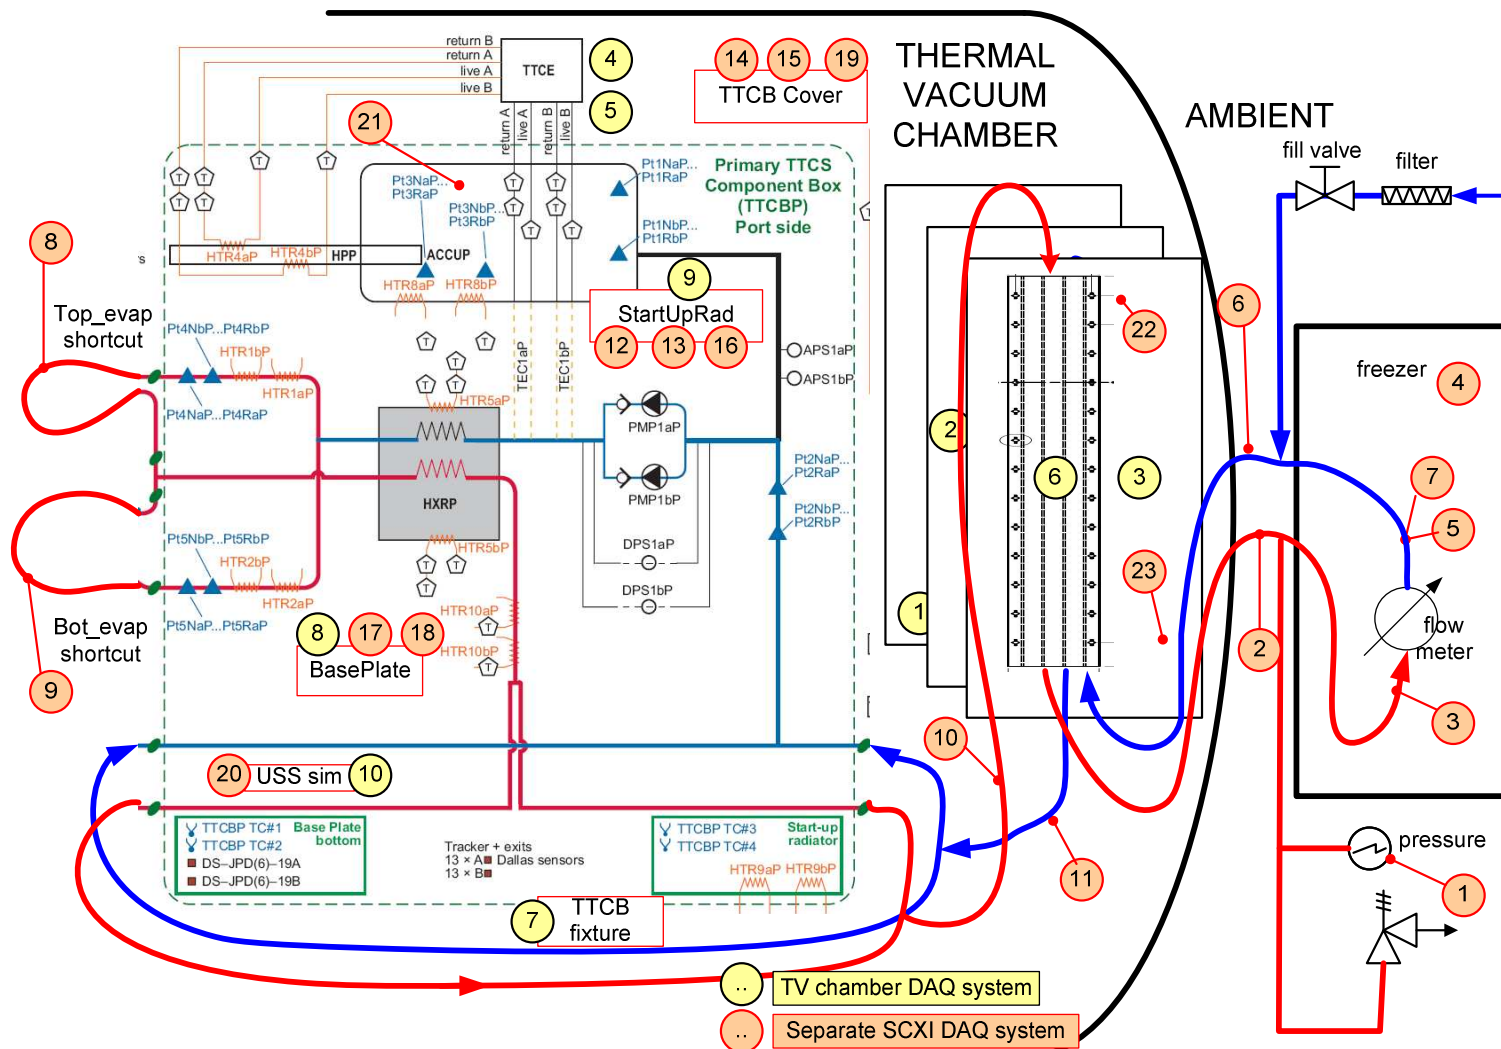 return B
return A
live A
live B
TTCE
4
5
return A
live A
return B
live B
14
15
19
TTCB Cover
THERMAL
VACUUM
CHAMBER
AMBIENT
fill valve
filter
21
T
T
T
T
T
T
T
T
T
T
T
T
Pt3NaP...
Pt3RaP
Pt3NbP...
Pt3RbP
Pt1NaP...
Pt1RaP
Pt1NbP...
Pt1RbP
Primary TTCS
Component Box
(TTCBP)
Port side
8
HTR4aP
HTR4bP
HPP
ACCUP
HTR8aP
HTR8bP
9
StartUpRad
12
13
16
Top_evap
shortcut
Pt4NbP...Pt4RbP
HTR1bP
HTR1aP
Pt4NaP...Pt4RaP
T
T
T
T
HTR5aP
TEC1aP
TEC1bP
APS1aP
APS1bP
PMP1aP
PMP1bP
HXRP
Pt2NaP...
Pt2RaP
Pt2NbP...
Pt2RbP
Pt5NbP...Pt5RbP
HTR2bP
HTR2aP
Pt5NaP...Pt5RaP
HTR5bP
T
T
T
DPS1aP
DPS1bP
Bot_evap
shortcut
9
8
17
18
BasePlate
HTR10aP
T
HTR10bP
T
20
USS sim
10
TTCBP TC#1
TTCBP TC#2
Base Plate
bottom
DS–JPD(6)–19A
DS–JPD(6)–19B
Tracker + exits
13 × A
Dallas sensors
13 × B
TTCBP TC#3
TTCBP TC#4
Start-up
radiator
HTR9aP
HTR9bP
7
TTCB
fixture
..
TV chamber DAQ system
..
Separate SCXI DAQ system
22
6
2
6
3
1
23
10
11
6
freezer
4
7
5
2
flow
meter
3
pressure
1